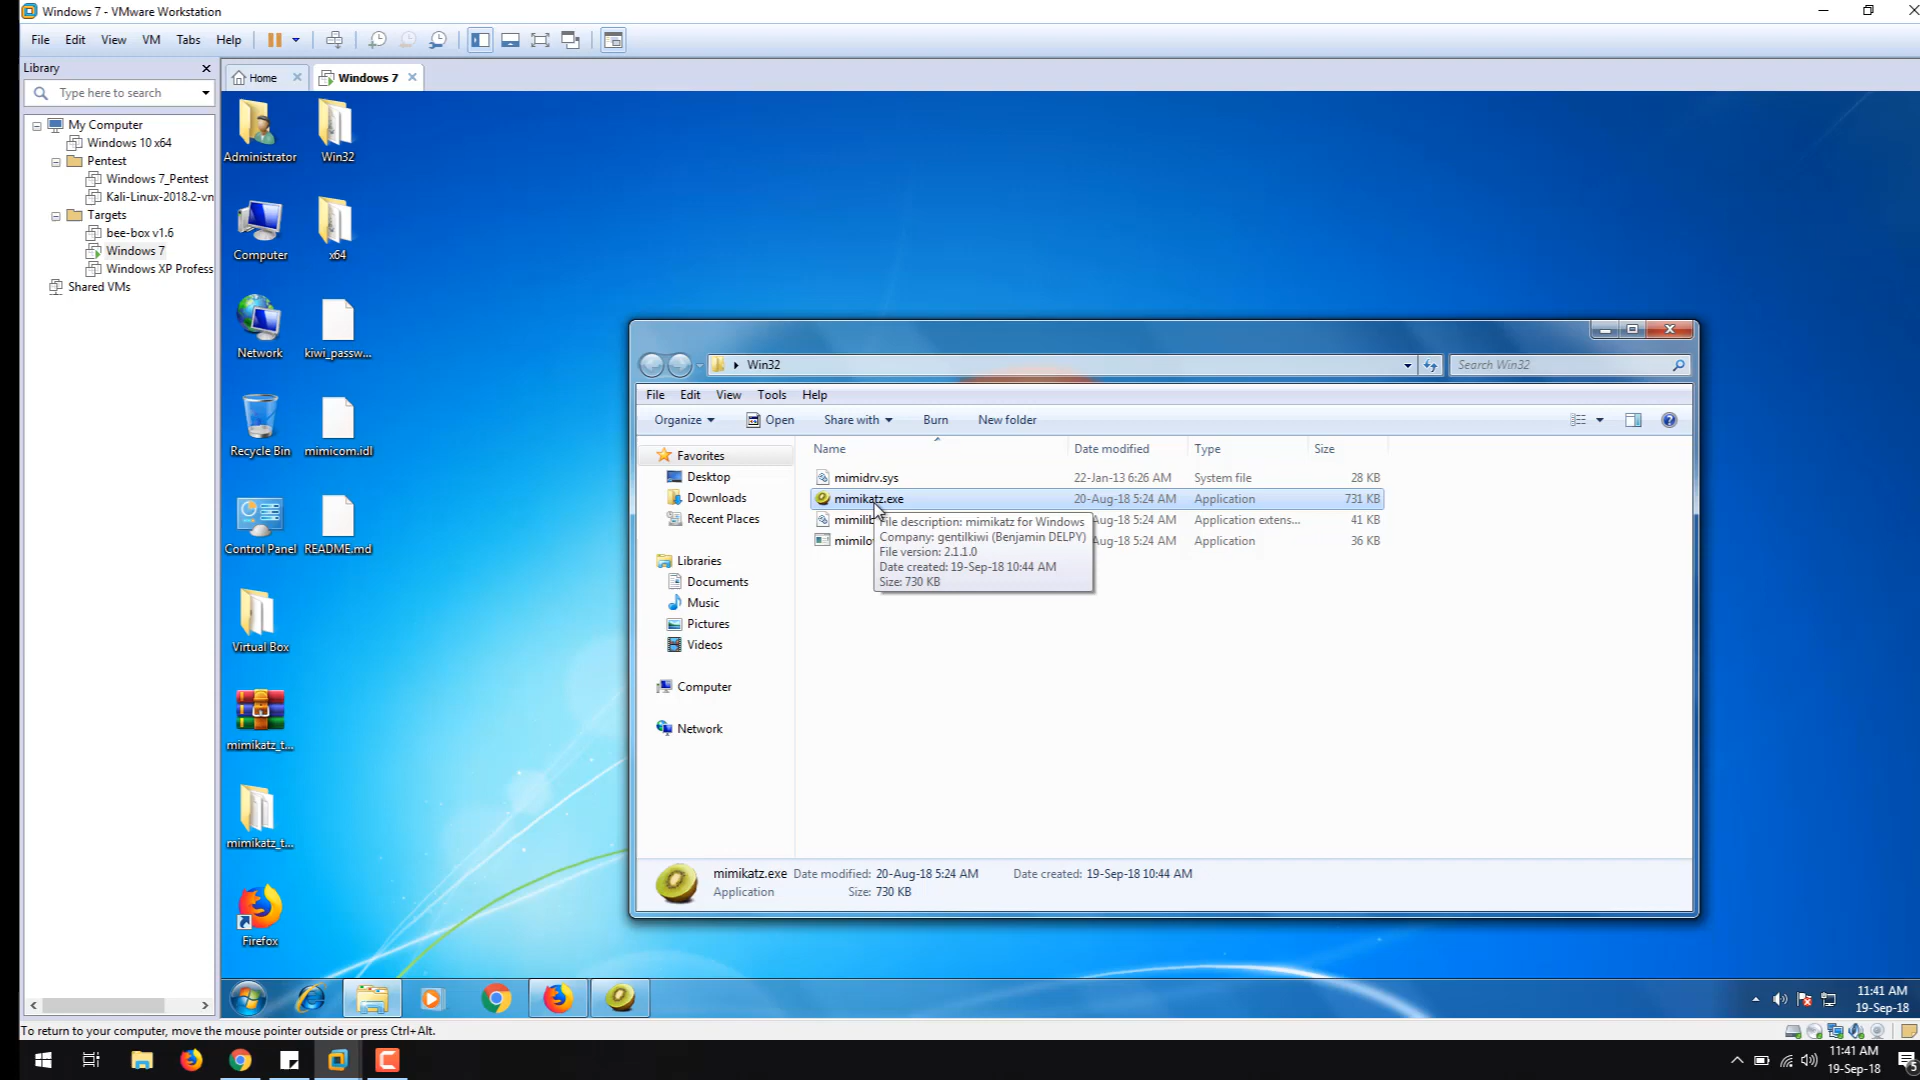 Windows 7 - VMware Workstation
File Edit View VM Tabs Help
Library
Type here to search
My Computer
Windows 10 x64
Pentest
Windows 7_Pentest
Kali-Linux-2018.2-vn
Targets
bee-box v1.6
Windows 7
Windows XP Profess
Shared VMs
Home
Windows 7
Administrator
Win32
Computer
x64
Network
kiwi_passw...
Recycle Bin
mimicom.idl
Control Panel
README.md
Virtual Box
mimikatz_t...
mimikatz_t...
Firefox
Win32
Search Win32
File Edit View Tools Help
Organize Open Share with Burn New folder
Favorites
Desktop
Downloads
Recent Places
Libraries
Documents
Music
Pictures
Videos
Computer
Network
Name Date modified Type Size
mimidrv.sys 22-Jan-13 6:26 AM System file 28 KB
mimikatz.exe 20-Aug-18 5:24 AM Application 731 KB
mimilib Aug-18 5:24 AM Application extens... 41 KB
mimilo Aug-18 5:24 AM Application 36 KB
File description: mimikatz for Windows
Company: gentilkiwi (Benjamin DELPY)
File version: 2.1.1.0
Date created: 19-Sep-18 10:44 AM
Size: 730 KB
mimikatz.exe Date modified: 20-Aug-18 5:24 AM Date created: 19-Sep-18 10:44 AM
Application Size: 730 KB
11:41 AM
19-Sep-18
To return to your computer, move the mouse pointer outside or press Ctrl+Alt.
11:41 AM
19-Sep-18
5